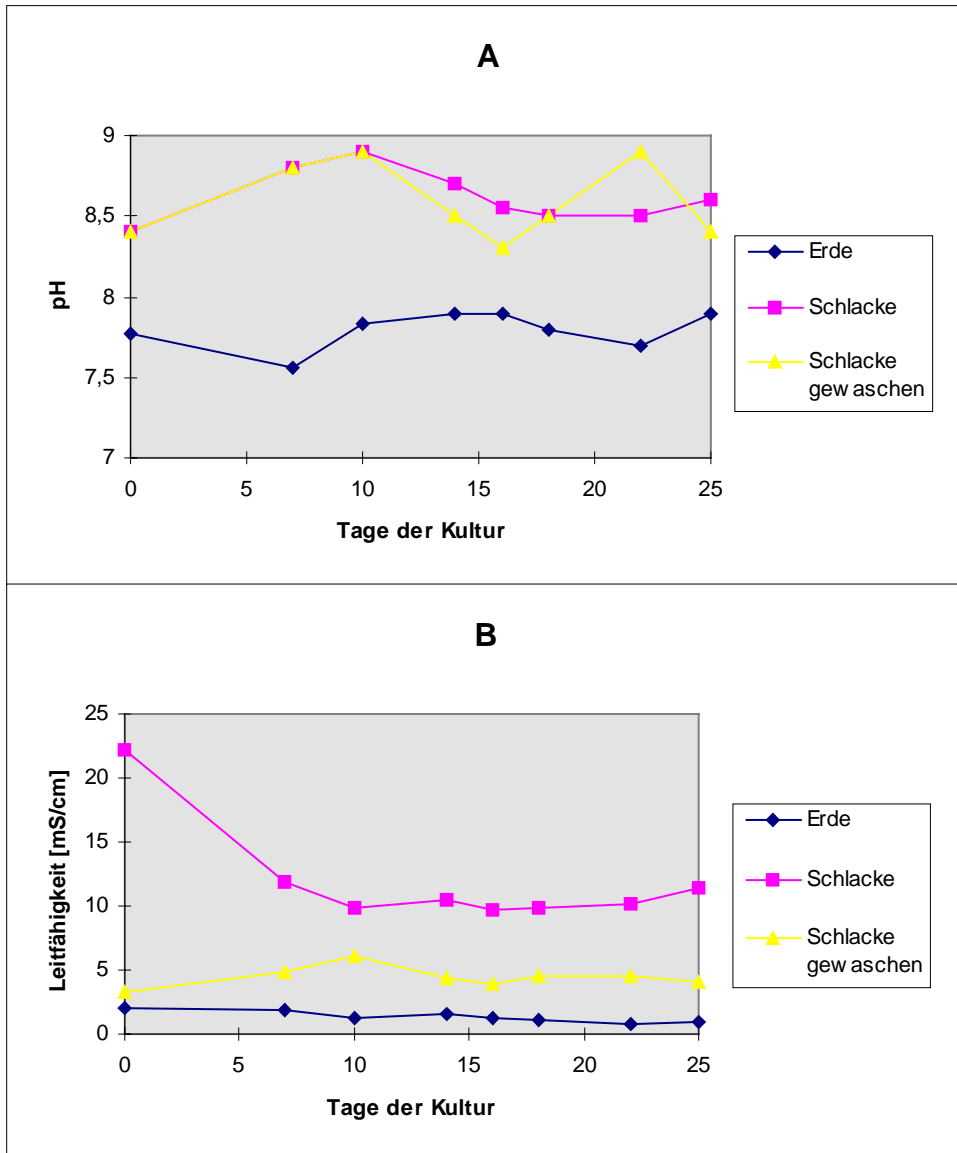 A
9
8,5
8
7,5
7
pH
0 5 10 15 20 25
Tage der Kultur
Erde
Schlacke
Schlacke
gew aschen
B
25
20
15
10
5
0
Leitfähigkeit [mS/cm]
0 5 10 15 20 25
Tage der Kultur
Erde
Schlacke
Schlacke
gew aschen